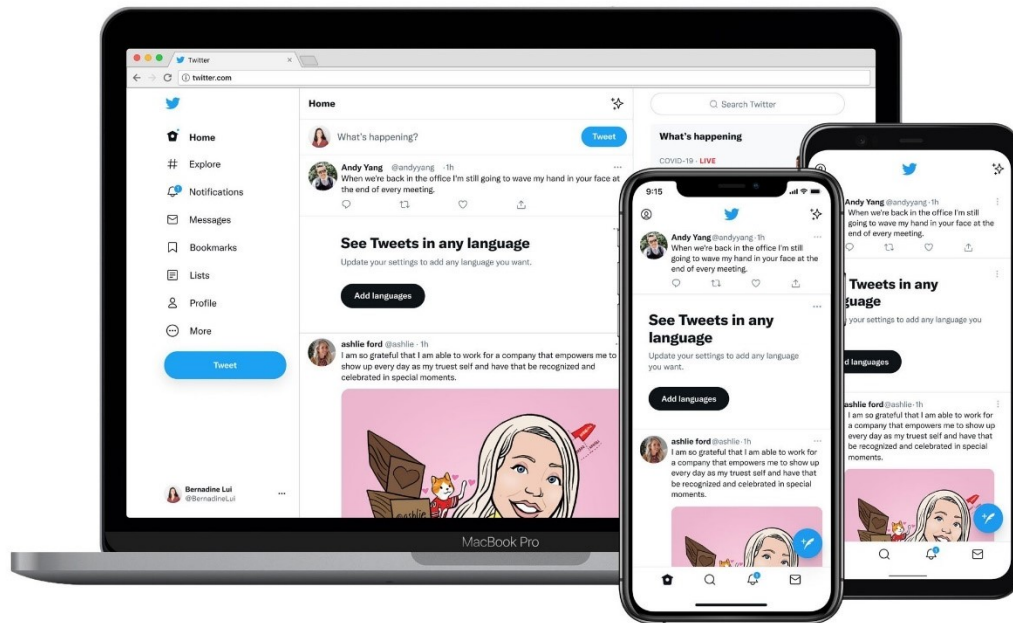 Twitter
twitter.com
Home
Explore
Notifications
Messages
Bookmarks
Lists
Profile
More
Tweet
Bernadine Lui
@BernadineLui
Home
What's happening?
Tweet
Andy Yang @andyyang · 1h
When we're back in the office I'm still going to wave my hand in your face at
the end of every meeting.
See Tweets in any language
Update your settings to add any language you want.
Add languages
ashlie ford @ashlie · 1h
I am so grateful that I am able to work for a company that empowers me to
show up every day as my truest self and have that be recognized and
celebrated in special moments.
@ashlie
Search Twitter
What's happening
COVID-19 · LIVE
MacBook Pro
9:15
Andy Yang @andyyang · 1h
When we're back in the office I'm still
going to wave my hand in your face at the
end of every meeting.
See Tweets in any
language
Update your settings to add any language
you want.
Add languages
ashlie ford @ashlie · 1h
I am so grateful that I am able to work for
a company that empowers me to show up
every day as my truest self and have that
be recognized and celebrated in special
moments.
Andy Yang @andyyang · 1h
When we're back in the office I'm still
going to wave my hand in your face at the
end of every meeting.
Tweets in any
guage
your settings to add any language you
languages
ashlie ford @ashlie · 1h
I am so grateful that I am able to work for
a company that empowers me to show up
every day as my truest self and have that
be recognized and celebrated in special
moments.